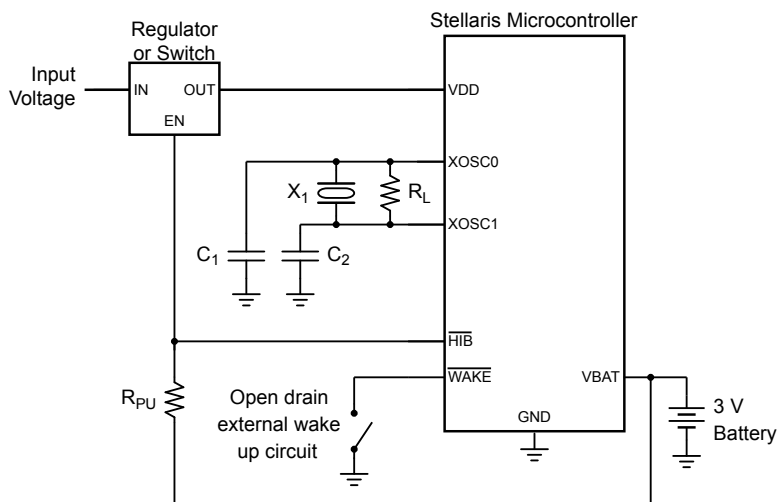 Stellaris Microcontroller
Regulator
or Switch
Input
Voltage
IN
OUT
EN
VDD
XOSC0
X1
RL
XOSC1
C1
C2
HIB
WAKE
VBAT
RPU
Open drain
external wake
up circuit
GND
3 V
Battery